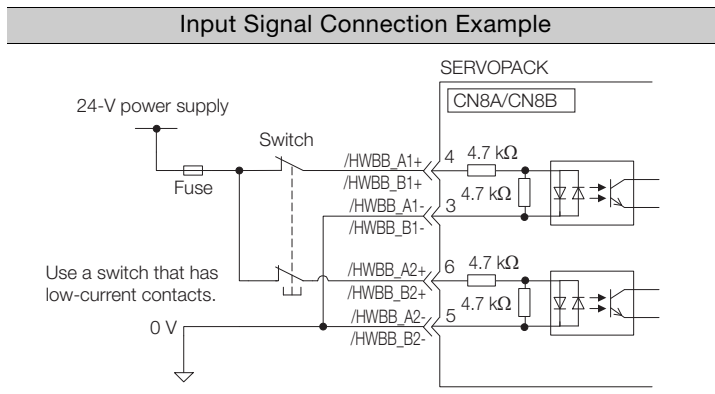 Input Signal Connection Example
SERVOPACK
CN8A/CN8B
24-V power supply
Switch
Fuse
/HWBB_A1+
/HWBB_B1+
4
4.7 kΩ
4.7 kΩ
/HWBB_A1-
/HWBB_B1-
3
Use a switch that has
low-current contacts.
/HWBB_A2+
/HWBB_B2+
6
4.7 kΩ
4.7 kΩ
/HWBB_A2-
/HWBB_B2-
5
0 V